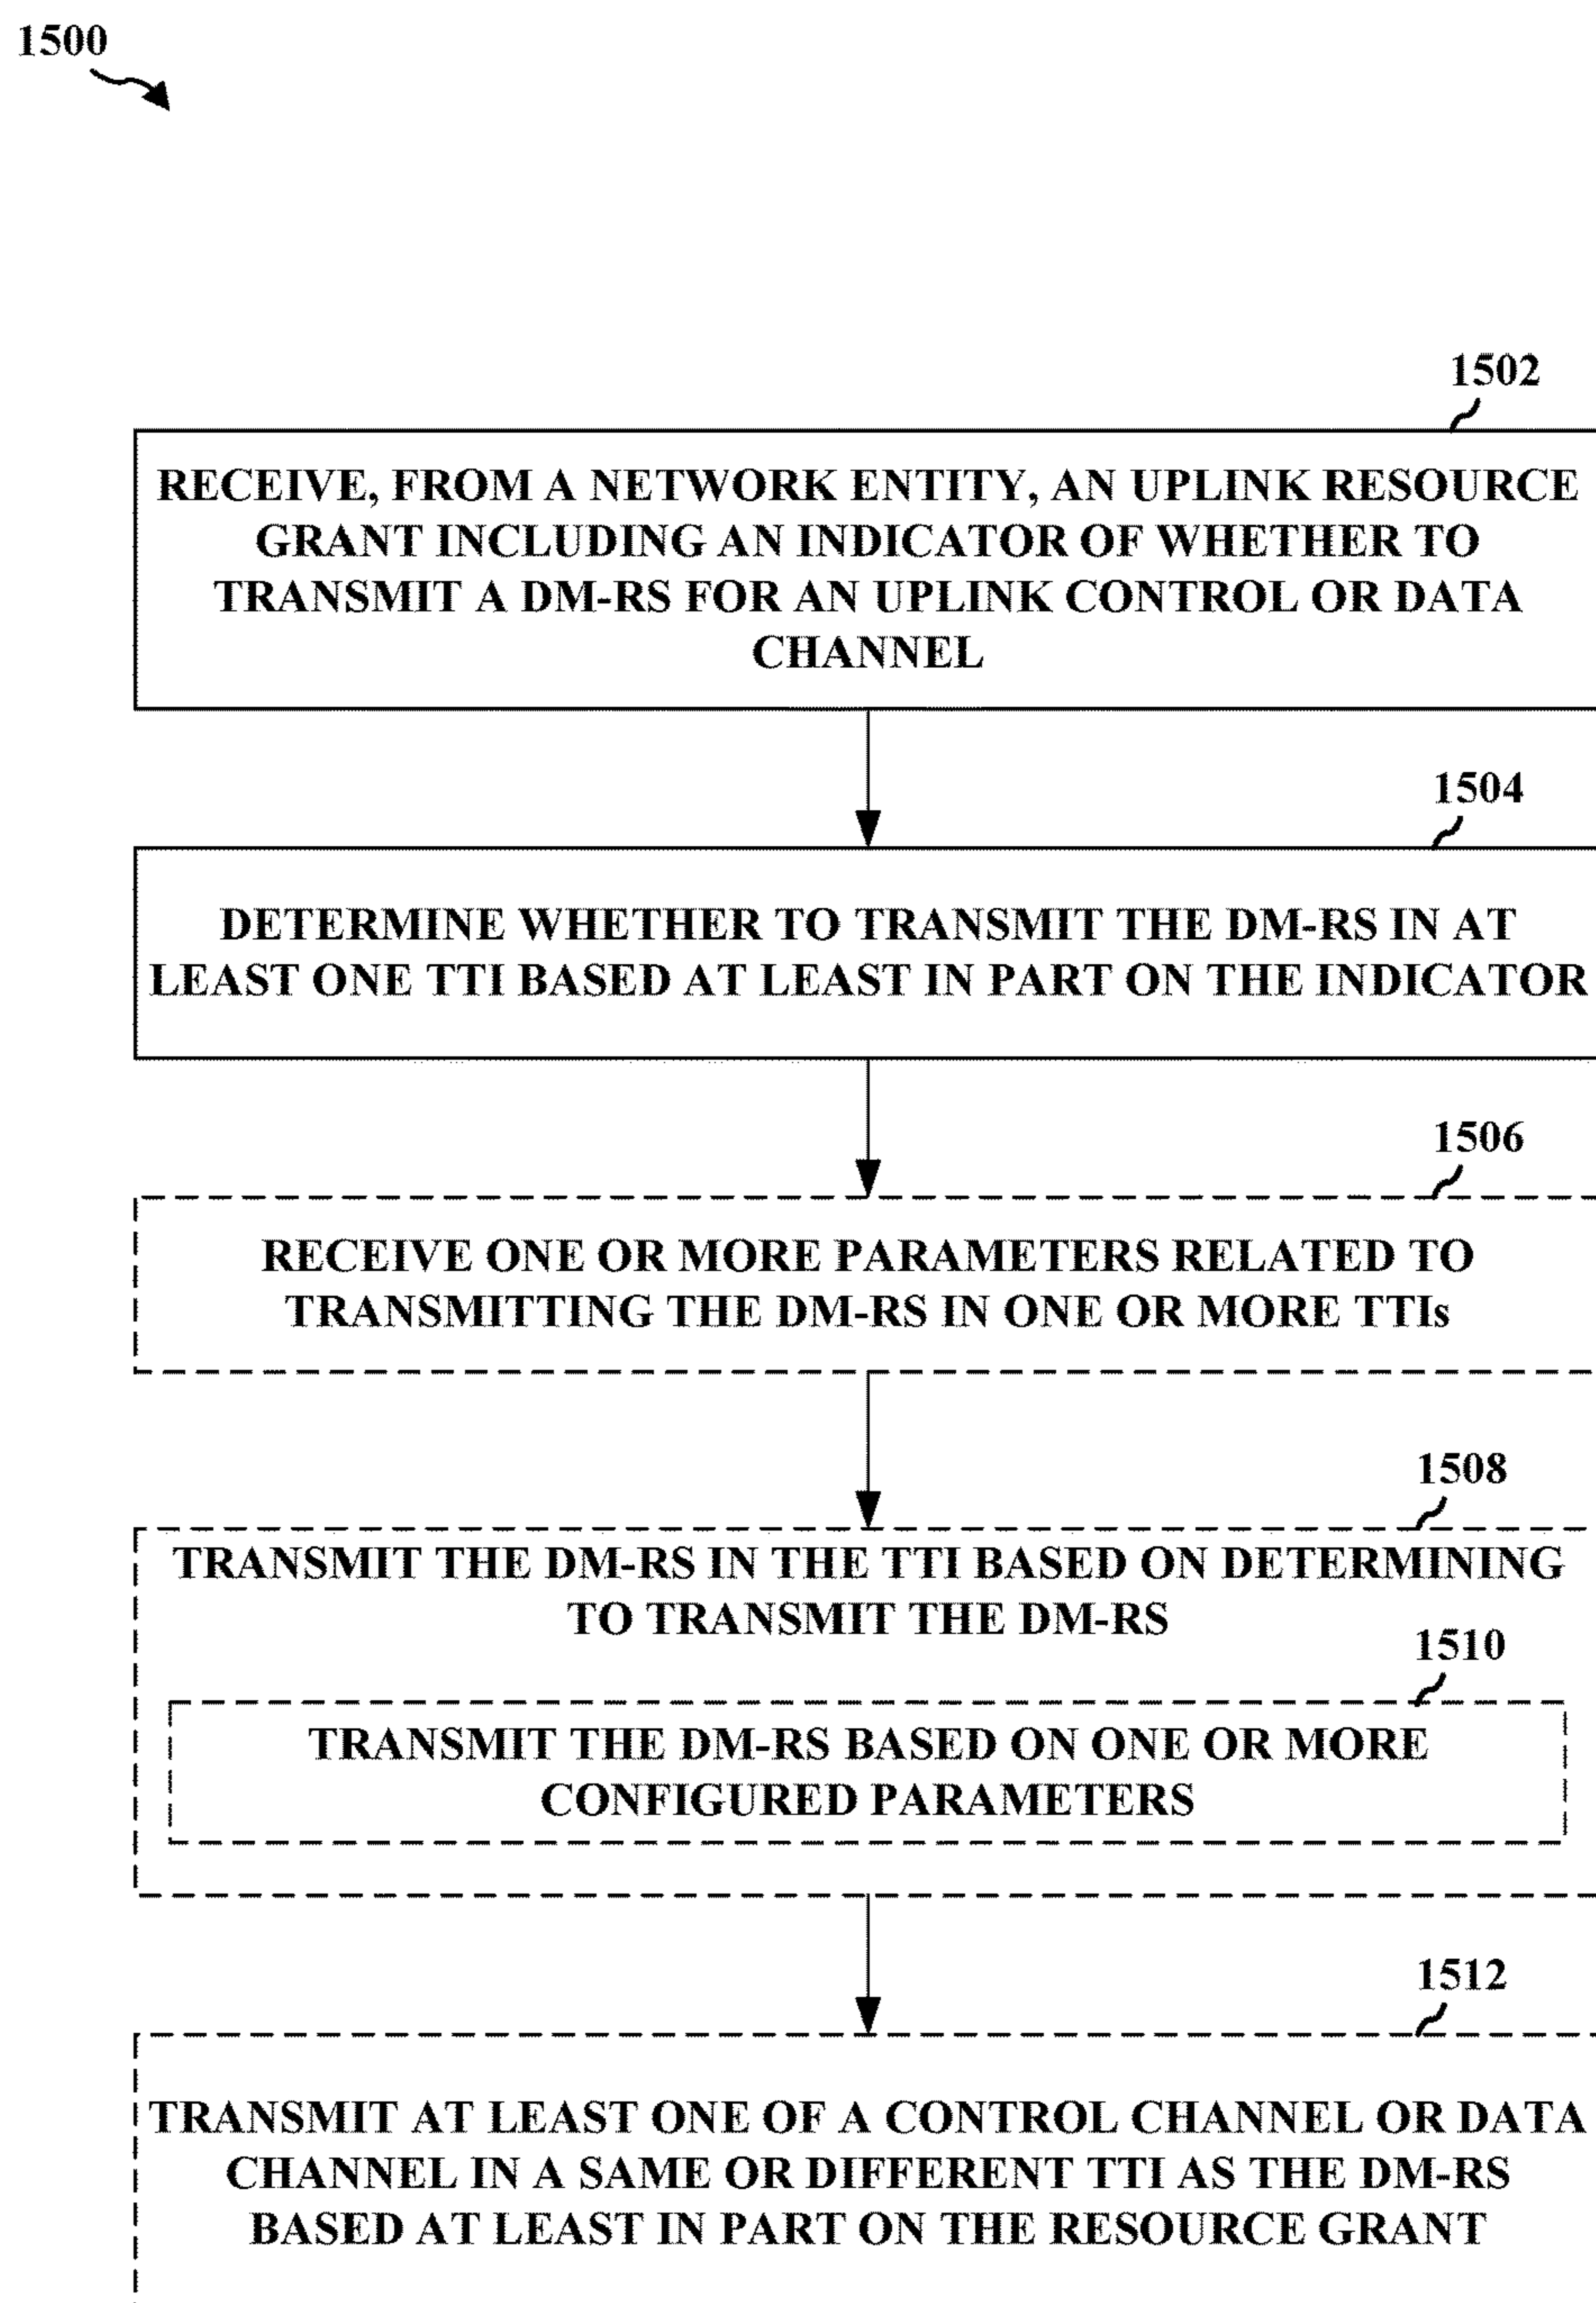 1500
1502
RECEIVE, FROM A NETWORK ENTITY, AN UPLINK RESOURCE
GRANT INCLUDING AN INDICATOR OF WHETHER TO
TRANSMIT A DM-RS FOR AN UPLINK CONTROL OR DATA
CHANNEL
1504
DETERMINE WHETHER TO TRANSMIT THE DM-RS IN AT
LEAST ONE TTI BASED AT LEAST IN PART ON THE INDICATOR
1506
RECEIVE ONE OR MORE PARAMETERS RELATED TO
TRANSMITTING THE DM-RS IN ONE OR MORE TTIs
1508
TRANSMIT THE DM-RS IN THE TTI BASED ON DETERMINING
TO TRANSMIT THE DM-RS
1510
TRANSMIT THE DM-RS BASED ON ONE OR MORE
CONFIGURED PARAMETERS
1512
TRANSMIT AT LEAST ONE OF A CONTROL CHANNEL OR DATA
CHANNEL IN A SAME OR DIFFERENT TTI AS THE DM-RS
BASED AT LEAST IN PART ON THE RESOURCE GRANT